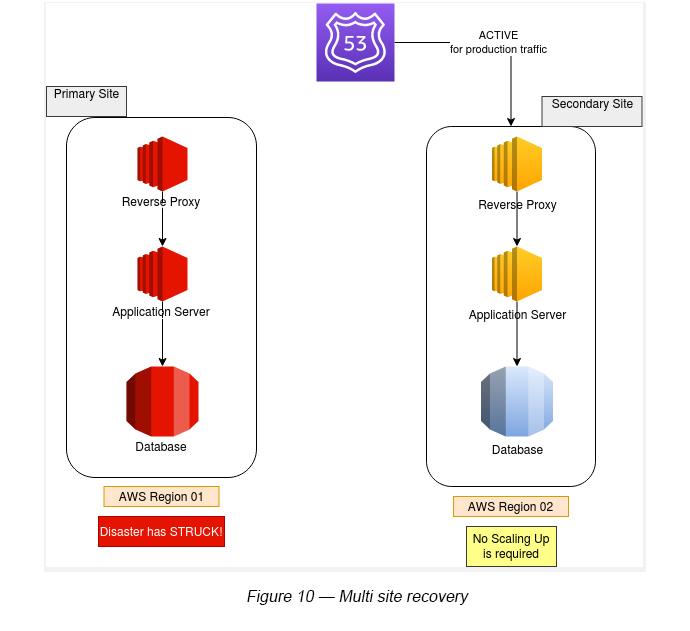 53
ACTIVE
for production traffic
Primary Site
Secondary Site
Reverse Proxy
Application Server
Database
AWS Region 01
Disaster has STRUCK!
Reverse Proxy
Application Server
Database
AWS Region 02
No Scaling Up
is required
Figure 10 — Multi site recovery